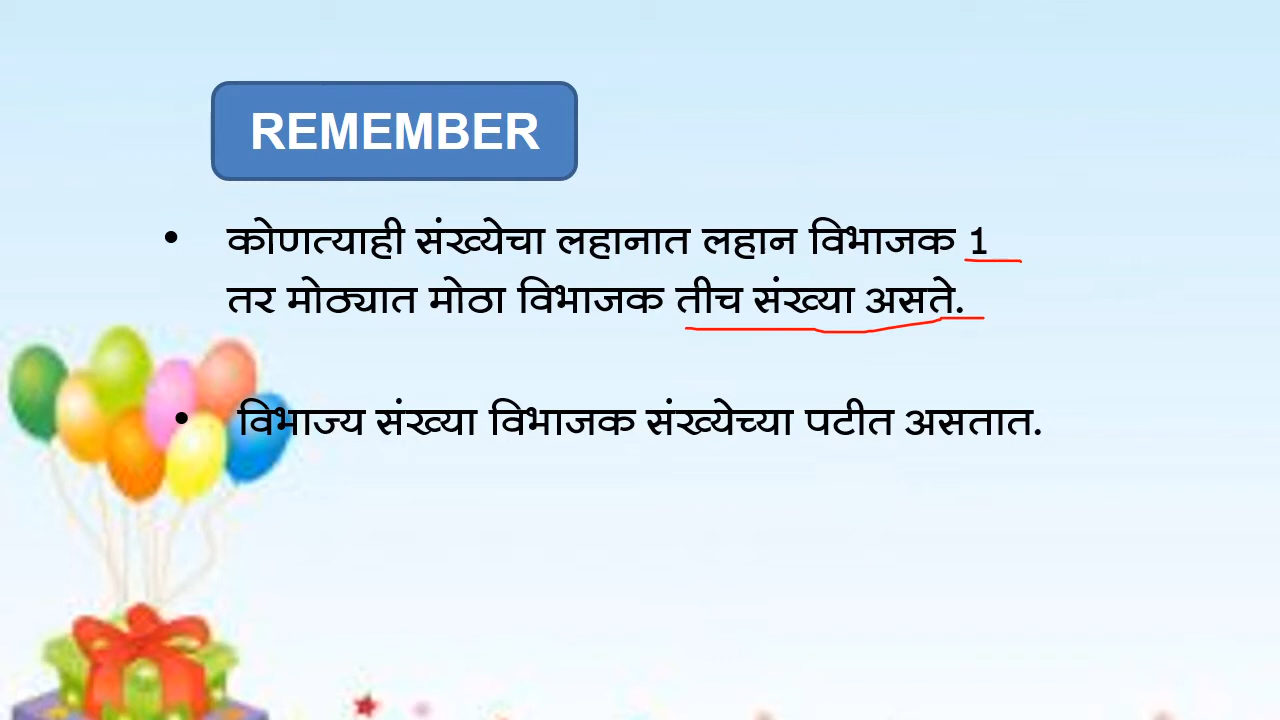 REMEMBER
• कोणत्याही संख्येचा लहानात लहान विभाजक 1
तर मोठ्यात मोठा विभाजक तीच संख्या असते.
• विभाज्य संख्या विभाजक संख्येच्या पटीत असतात.